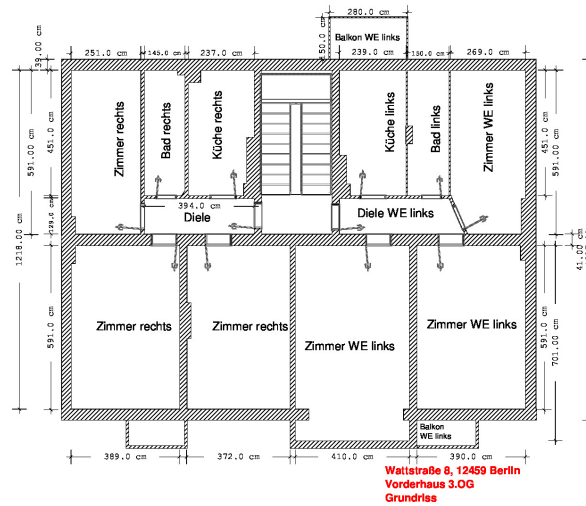 280.0 cm
Balkon WE links
150.0 cm
39.00 cm
251.0 cm
145.0 cm
237.0 cm
239.0 cm
150.0 cm
269.0 cm
Zimmer rechts
Bad rechts
Küche rechts
Küche links
Bad links
Zimmer WE links
591.00 cm
451.0 cm
451.0 cm
591.00 cm
129.0 cm
394.0 cm
Diele
Diele WE links
1218.00 cm
41.00 cm
591.0 cm
Zimmer rechts
Zimmer rechts
Zimmer WE links
Zimmer WE links
591.0 cm
701.00 cm
Balkon
WE links
389.0 cm
372.0 cm
410.0 cm
390.0 cm
Wattstraße 8, 12459 Berlin
Vorderhaus 3.OG
Grundriss